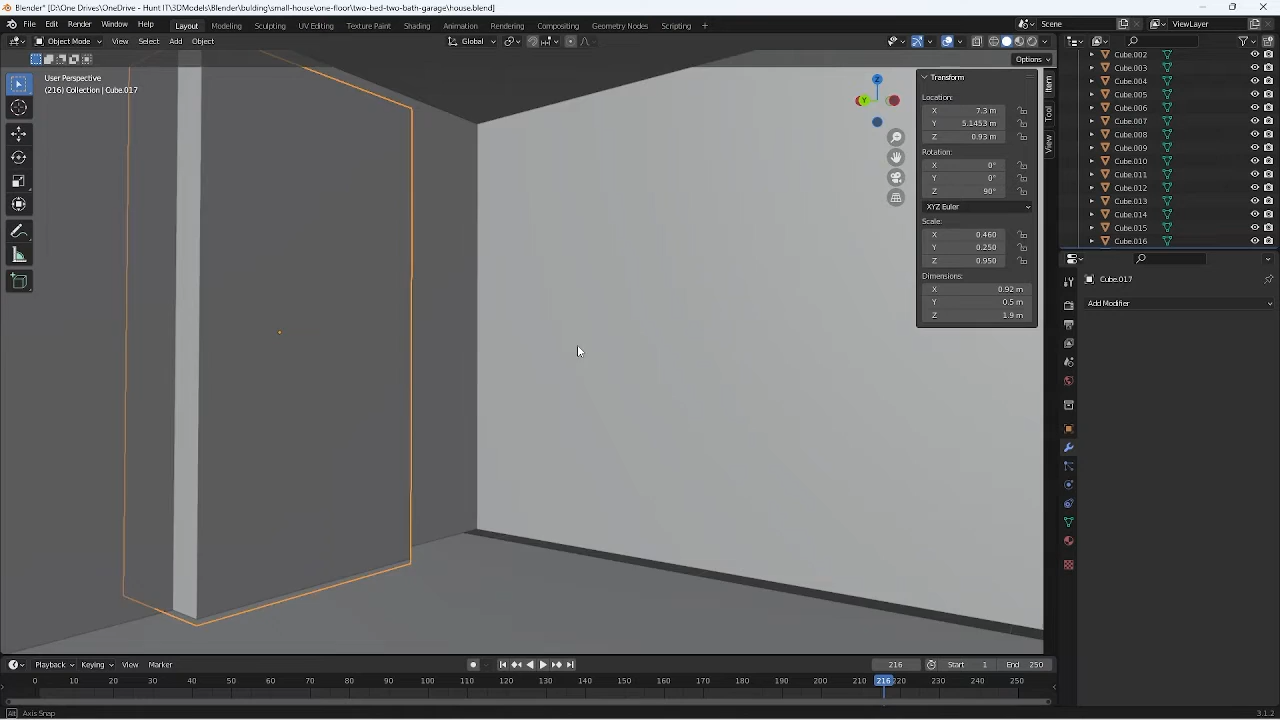 Blender* [D:\One Drives\OneDrive - Hunt IT\3DModels\Blender\bulding\small-house\one-floor\two-bed-two-bath-garage\house.blend]
File Edit Render Window Help Layout Modeling Sculpting UV Editing Texture Paint Shading Animation Rendering Compositing Geometry Nodes Scripting + Scene ViewLayer
Object Mode View Select Add Object Global
Options
User Perspective
(216) Collection | Cube.017
Transform
Location:
X 7.3 m
Y 5.1453 m
Z 0.93 m
Rotation:
X 0°
Y 0°
Z 90°
XYZ Euler
Scale:
X 0.460
Y 0.250
Z 0.950
Dimensions:
X 0.92 m
Y 0.5 m
Z 1.9 m
Item
Tool
View
Z
Y
Cube.002
Cube.003
Cube.004
Cube.005
Cube.006
Cube.007
Cube.008
Cube.009
Cube.010
Cube.011
Cube.012
Cube.013
Cube.014
Cube.015
Cube.016
Cube.017
Add Modifier
Playback Keying View Marker 216 Start 1 End 250
0 10 20 30 40 50 60 70 80 90 100 110 120 130 140 150 160 170 180 190 200 210 216 220 230 240 250
Alt Axis Snap 3.1.2